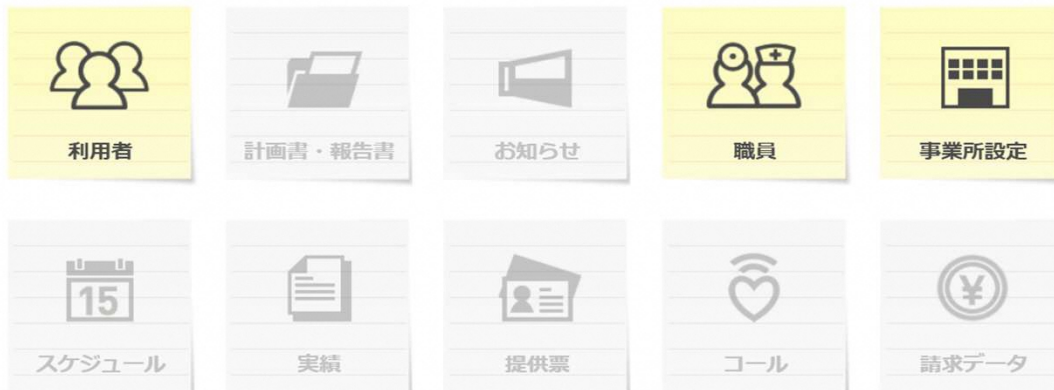 利用者
計画書・報告書
お知らせ
職員
事業所設定
15
スケジュール
実績
提供票
コール
¥
請求データ